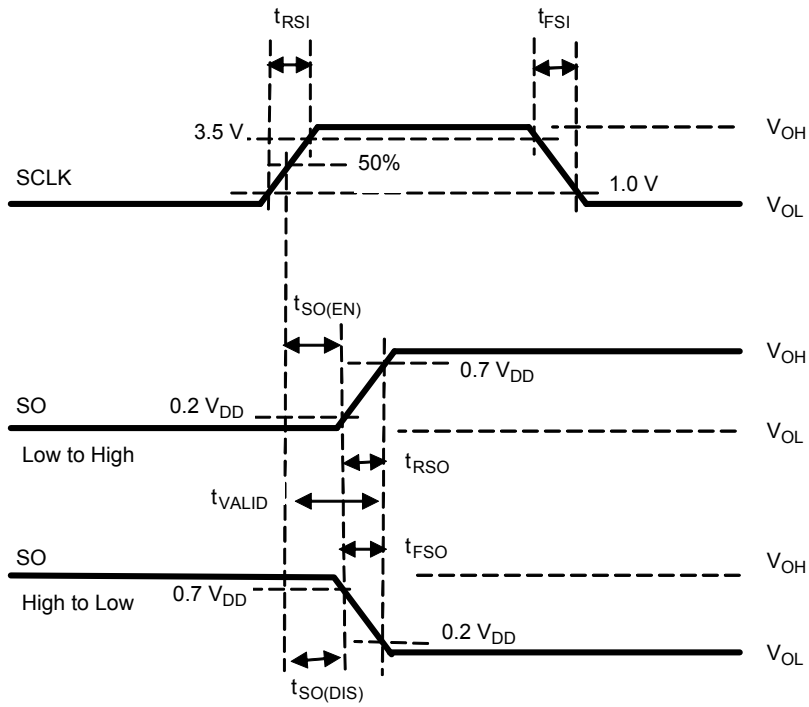 tRSI
tFSI
3.5 V
VOH
50%
SCLK
1.0 V
VOL
tSO(EN)
VOH
0.7 VDD
0.2 VDD
SO
VOL
Low to High
tRSO
tVALID
tFSO
SO
VOH
0.7 VDD
High to Low
0.2 VDD
VOL
tSO(DIS)